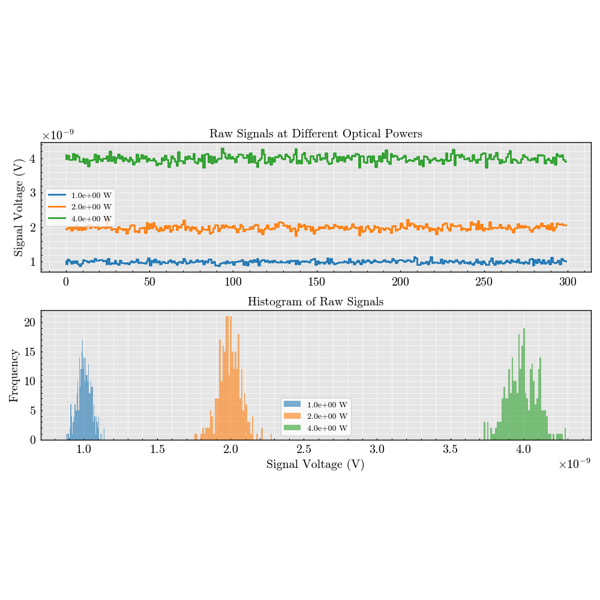 Raw Signals at Different Optical Powers
×10⁻⁹
Signal Voltage (V)
4
3
2
1
1.0e+00 W
2.0e+00 W
4.0e+00 W
0 50 100 150 200 250 300
Histogram of Raw Signals
Frequency
20
15
10
5
0
1.0e+00 W
2.0e+00 W
4.0e+00 W
1.0 1.5 2.0 2.5 3.0 3.5 4.0
Signal Voltage (V)
×10⁻⁹